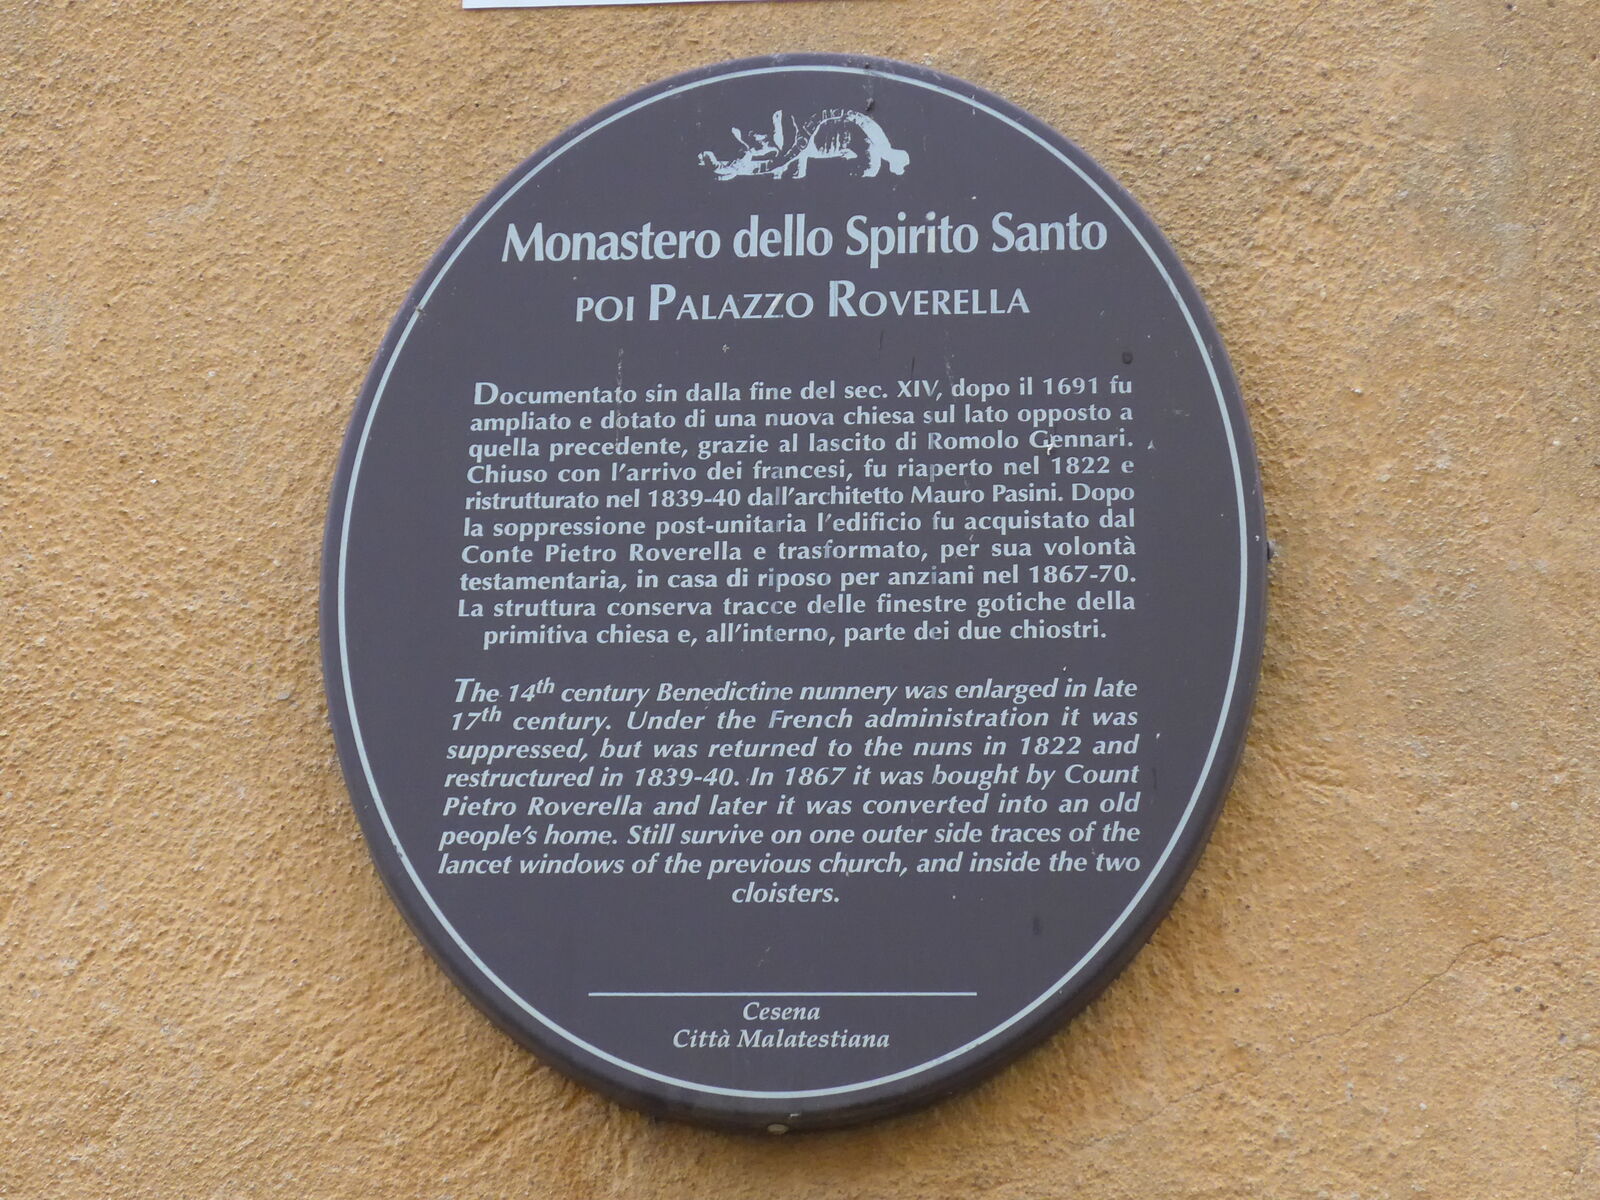 Monastero dello Spirito Santo
POI PALAZZO ROVERELLA
Documentato sin dalla fine del sec. XIV, dopo il 1691 fu
ampliato e dotato di una nuova chiesa sul lato opposto a
quella precedente, grazie al lascito di Romolo Gennari.
Chiuso con l'arrivo dei francesi, fu riaperto nel 1822 e
ristrutturato nel 1839-40 dall'architetto Mauro Pasini. Dopo
la soppressione post-unitaria l'edificio fu acquistato dal
Conte Pietro Roverella e trasformato, per sua volontà
testamentaria, in casa di riposo per anziani nel 1867-70.
La struttura conserva tracce delle finestre gotiche della
primitiva chiesa e, all'interno, parte dei due chiostri.
The 14th century Benedictine nunnery was enlarged in late
17th century. Under the French administration it was
suppressed, but was returned to the nuns in 1822 and
restructured in 1839-40. In 1867 it was bought by Count
Pietro Roverella and later it was converted into an old
people's home. Still survive on one outer side traces of the
lancet windows of the previous church, and inside the two
cloisters.
Cesena
Città Malatestiana